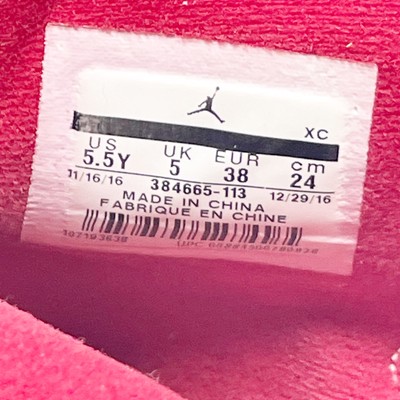 XC
US UK EUR cm
5.5Y 5 38 24
11/16/16 384665-113 12/29/16
MADE IN CHINA
FABRIQUE EN CHINE